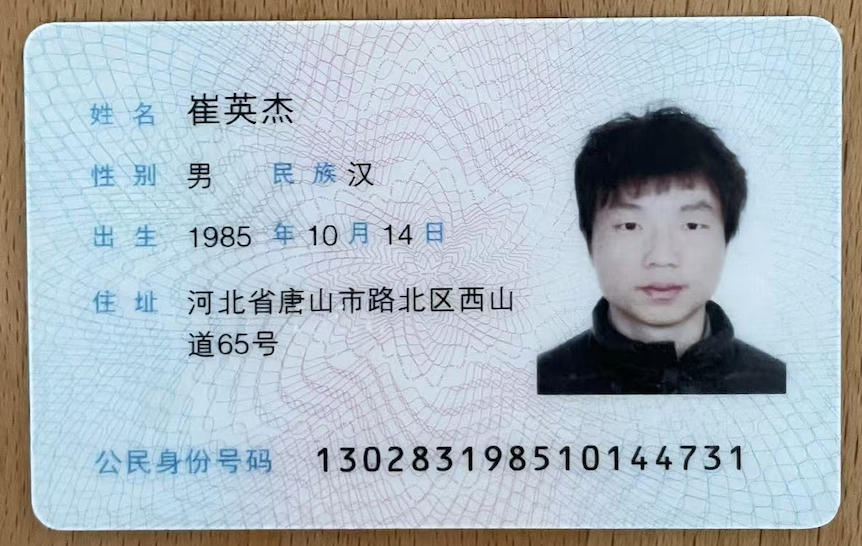 姓名 崔英杰
性别 男 民族 汉
出生 1985 年 10 月 14 日
住址 河北省唐山市路北区西山
道65号
公民身份号码 130283198510144731